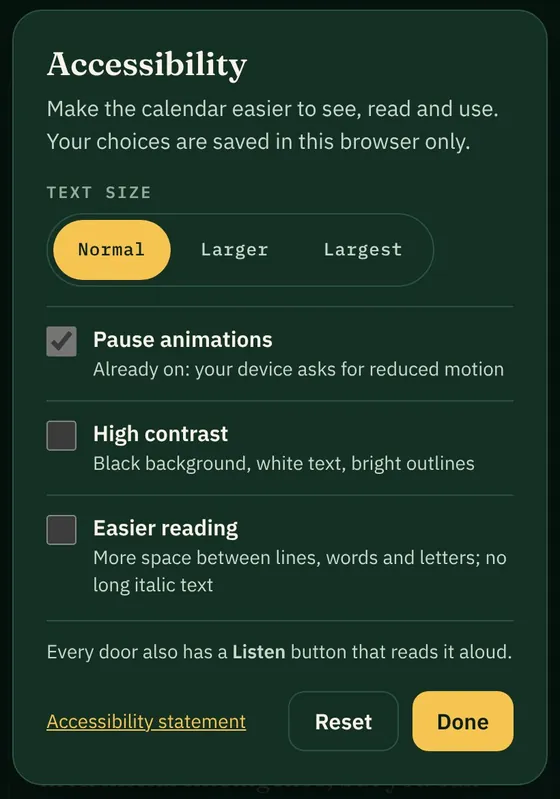 Accessibility
Make the calendar easier to see, read and use.
Your choices are saved in this browser only.
TEXT SIZE
Normal Larger Largest
Pause animations
Already on: your device asks for reduced motion
High contrast
Black background, white text, bright outlines
Easier reading
More space between lines, words and letters; no
long italic text
Every door also has a Listen button that reads it aloud.
Accessibility statement Reset Done